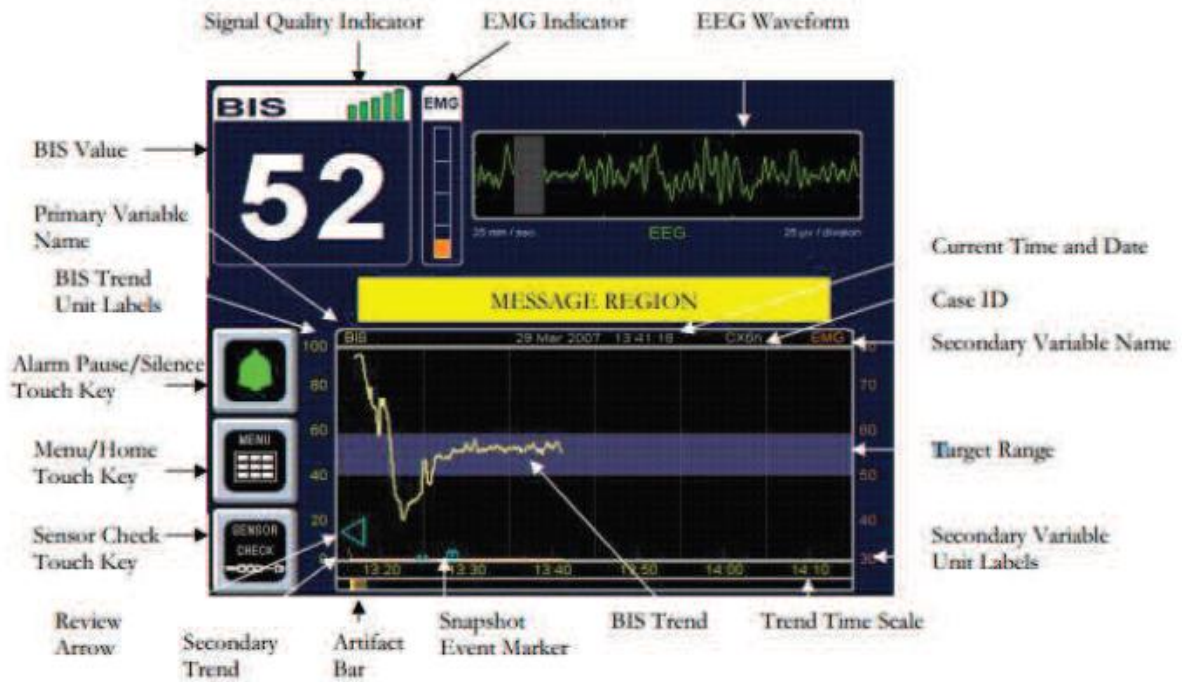 Signal Quality Indicator
EMG Indicator
EEG Waveform
BIS
EMG
BIS Value
52
Primary Variable
Name
25 mm / sec
EEG
25 μv / division
BIS Trend
Unit Labels
Current Time and Date
MESSAGE REGION
Case ID
BIS
29 Mar 2007 13:41:18
EMG
Secondary Variable Name
100
80
60
40
20
0
70
60
50
40
30
Alarm Pause/Silence
Touch Key
MENU
Menu/Home
Touch Key
Target Range
SENSOR
CHECK
Sensor Check
Touch Key
Secondary Variable
Unit Labels
13:20
13:30
13:40
13:50
14:00
14:10
Review
Arrow
Secondary
Trend
Artifact
Bar
Snapshot
Event Marker
BIS Trend
Trend Time Scale